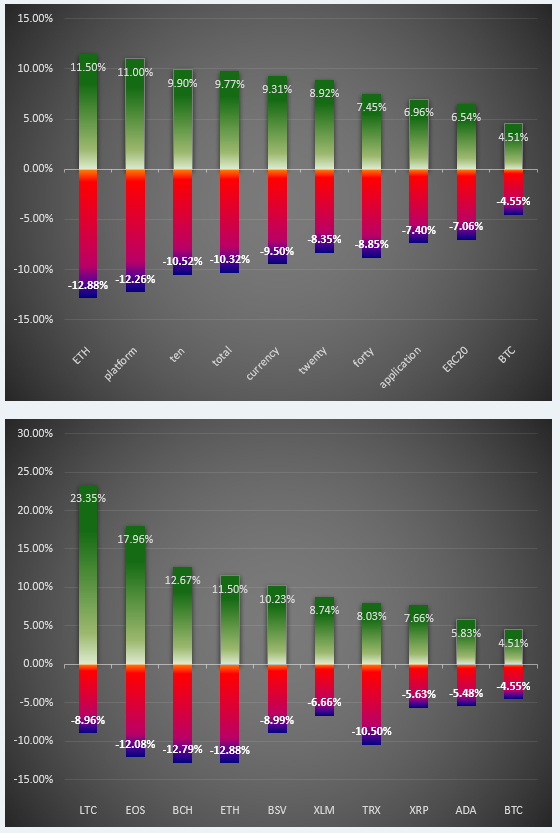 15.00%
10.00%
5.00%
0.00%
-5.00%
-10.00%
-15.00%
11.50% 11.00% 9.90% 9.77% 9.31% 8.92% 7.45% 6.96% 6.54% 4.51%
-12.88% -12.26% -10.52% -10.32% -9.50% -8.35% -8.85% -7.40% -7.06% -4.55%
ETH platform ten total currency twenty forty application ERC20 BTC
30.00%
25.00%
20.00%
15.00%
10.00%
5.00%
0.00%
-5.00%
-10.00%
-15.00%
23.35% 17.96% 12.67% 11.50% 10.23% 8.74% 8.03% 7.66% 5.83% 4.51%
-8.96% -12.08% -12.79% -12.88% -8.99% -6.66% -10.50% -5.63% -5.48% -4.55%
LTC EOS BCH ETH BSV XLM TRX XRP ADA BTC